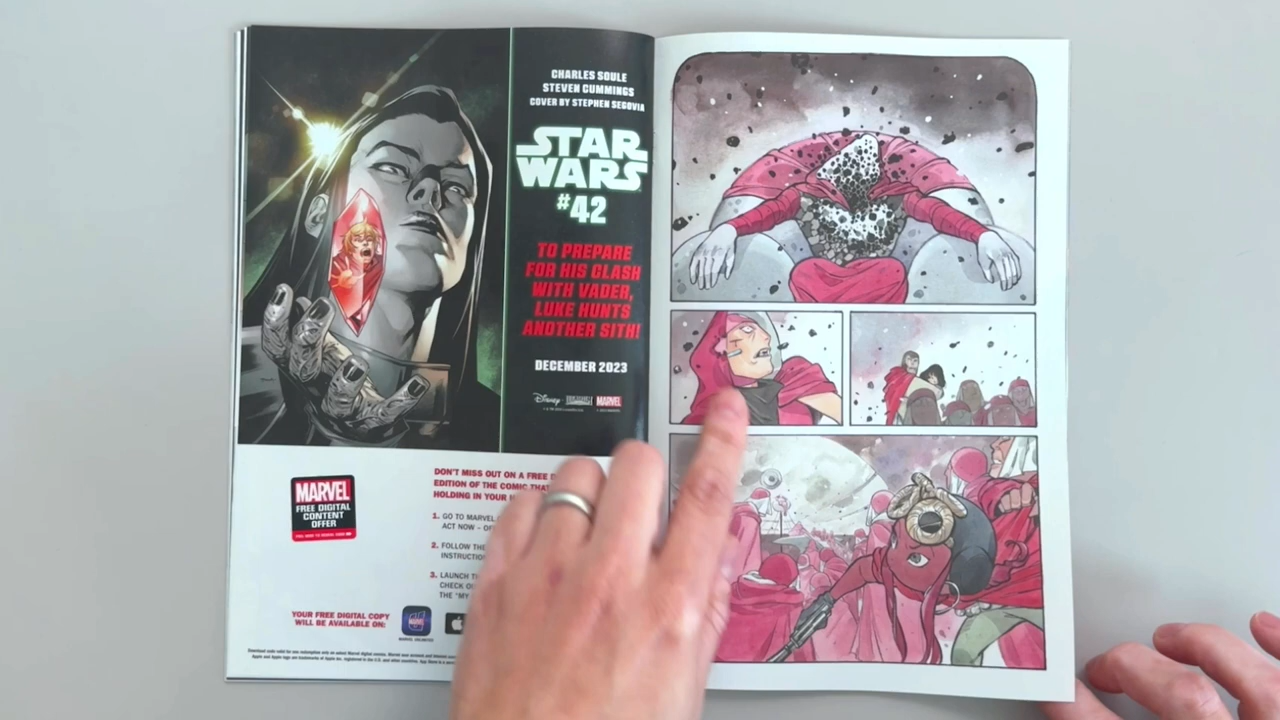 CHARLES SOULE
STEVEN CUMMINGS
COVER BY STEPHEN SEGOVIA
STAR
WARS
#42
TO PREPARE
FOR HIS CLASH
WITH VADER,
LUKE HUNTS
ANOTHER SITH!
DECEMBER 2023
Disney MARVEL
DON'T MISS OUT ON A FREE
EDITION OF THE COMIC
HOLDING IN YOUR
MARVEL
FREE DIGITAL
CONTENT
OFFER
1. GO TO MARVEL
ACT NOW –
2. FOLLOW THE
3. LAUNCH
CHECK
THE
YOUR FREE DIGITAL COPY
WILL BE AVAILABLE ON:
MARVEL UNLIMITED